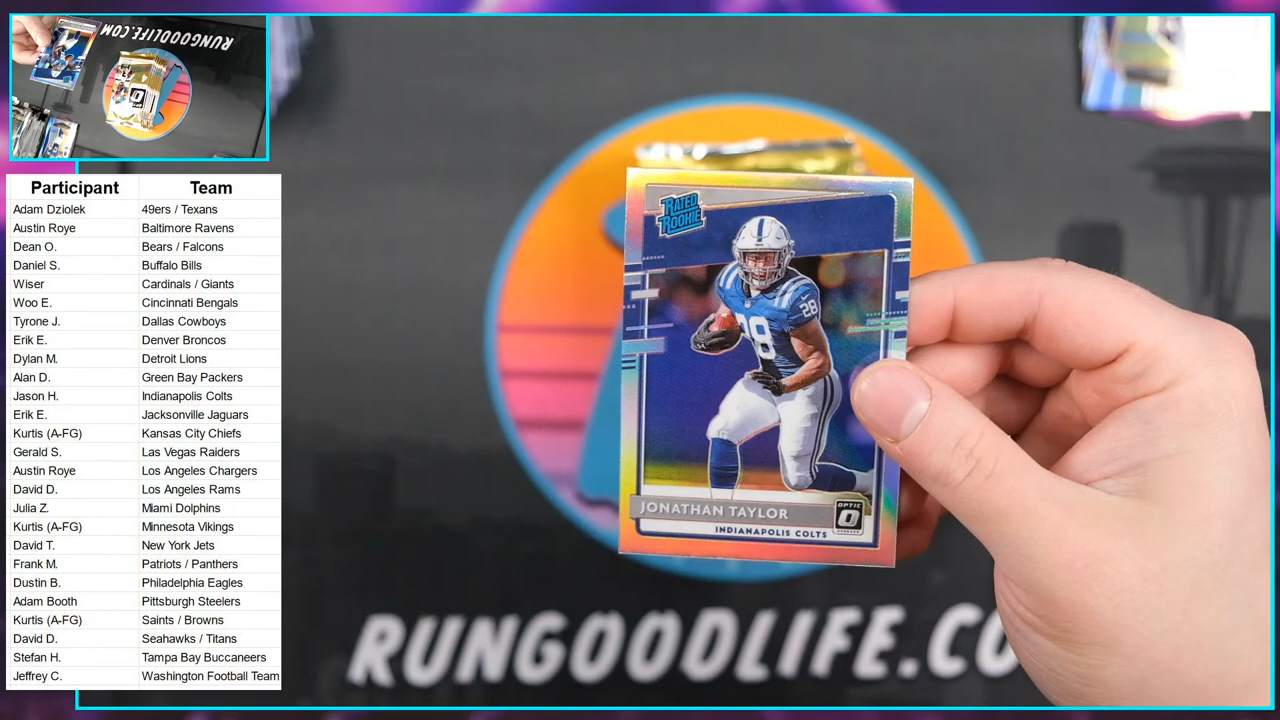 RUNGOODLIFE.COM
Participant Team
Adam Dziolek 49ers / Texans
Austin Roye Baltimore Ravens
Dean O. Bears / Falcons
Daniel S. Buffalo Bills
Wiser Cardinals / Giants
Woo E. Cincinnati Bengals
Tyrone J. Dallas Cowboys
Erik E. Denver Broncos
Dylan M. Detroit Lions
Alan D. Green Bay Packers
Jason H. Indianapolis Colts
Erik E. Jacksonville Jaguars
Kurtis (A-FG) Kansas City Chiefs
Gerald S. Las Vegas Raiders
Austin Roye Los Angeles Chargers
David D. Los Angeles Rams
Julia Z. Miami Dolphins
Kurtis (A-FG) Minnesota Vikings
David T. New York Jets
Frank M. Patriots / Panthers
Dustin B. Philadelphia Eagles
Adam Booth Pittsburgh Steelers
Kurtis (A-FG) Saints / Browns
David D. Seahawks / Titans
Stefan H. Tampa Bay Buccaneers
Jeffrey C. Washington Football Team
RATED
ROOKIE
28
28
JONATHAN TAYLOR
OPTIC
INDIANAPOLIS COLTS
RUNGOODLIFE.CO